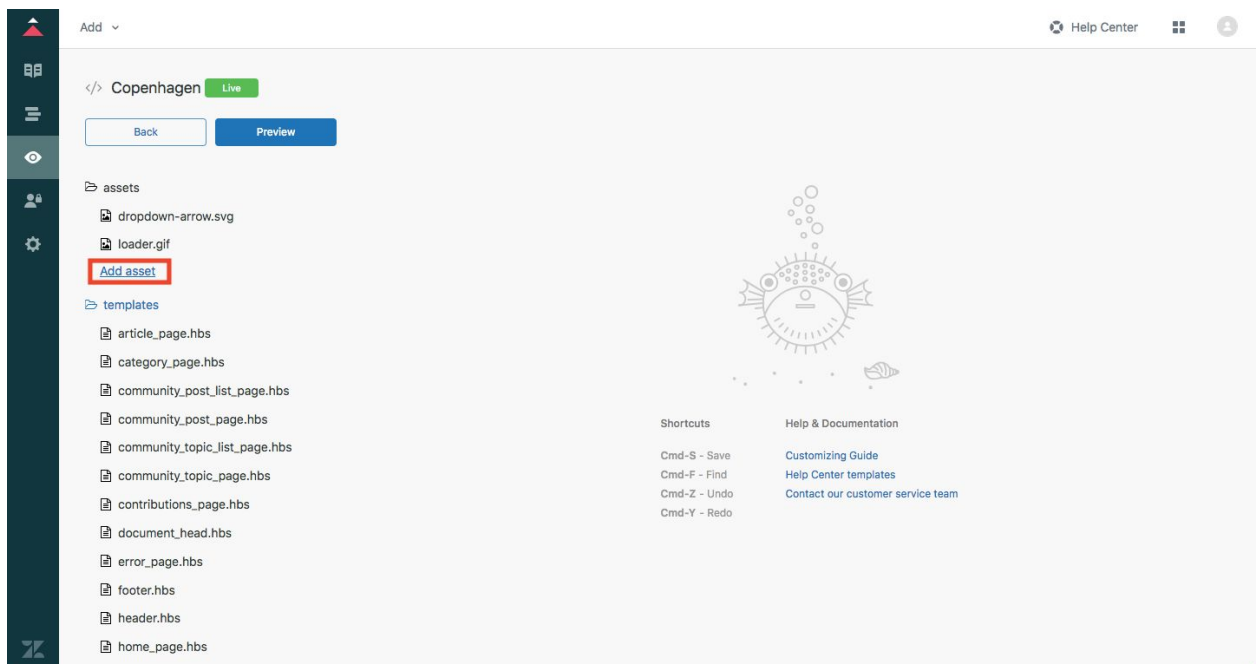 Add
Help Center
</> Copenhagen Live
Back Preview
assets
dropdown-arrow.svg
loader.gif
Add asset
templates
article_page.hbs
category_page.hbs
community_post_list_page.hbs
community_post_page.hbs
community_topic_list_page.hbs
community_topic_page.hbs
contributions_page.hbs
document_head.hbs
error_page.hbs
footer.hbs
header.hbs
home_page.hbs
Shortcuts
Cmd-S - Save
Cmd-F - Find
Cmd-Z - Undo
Cmd-Y - Redo
Help & Documentation
Customizing Guide
Help Center templates
Contact our customer service team